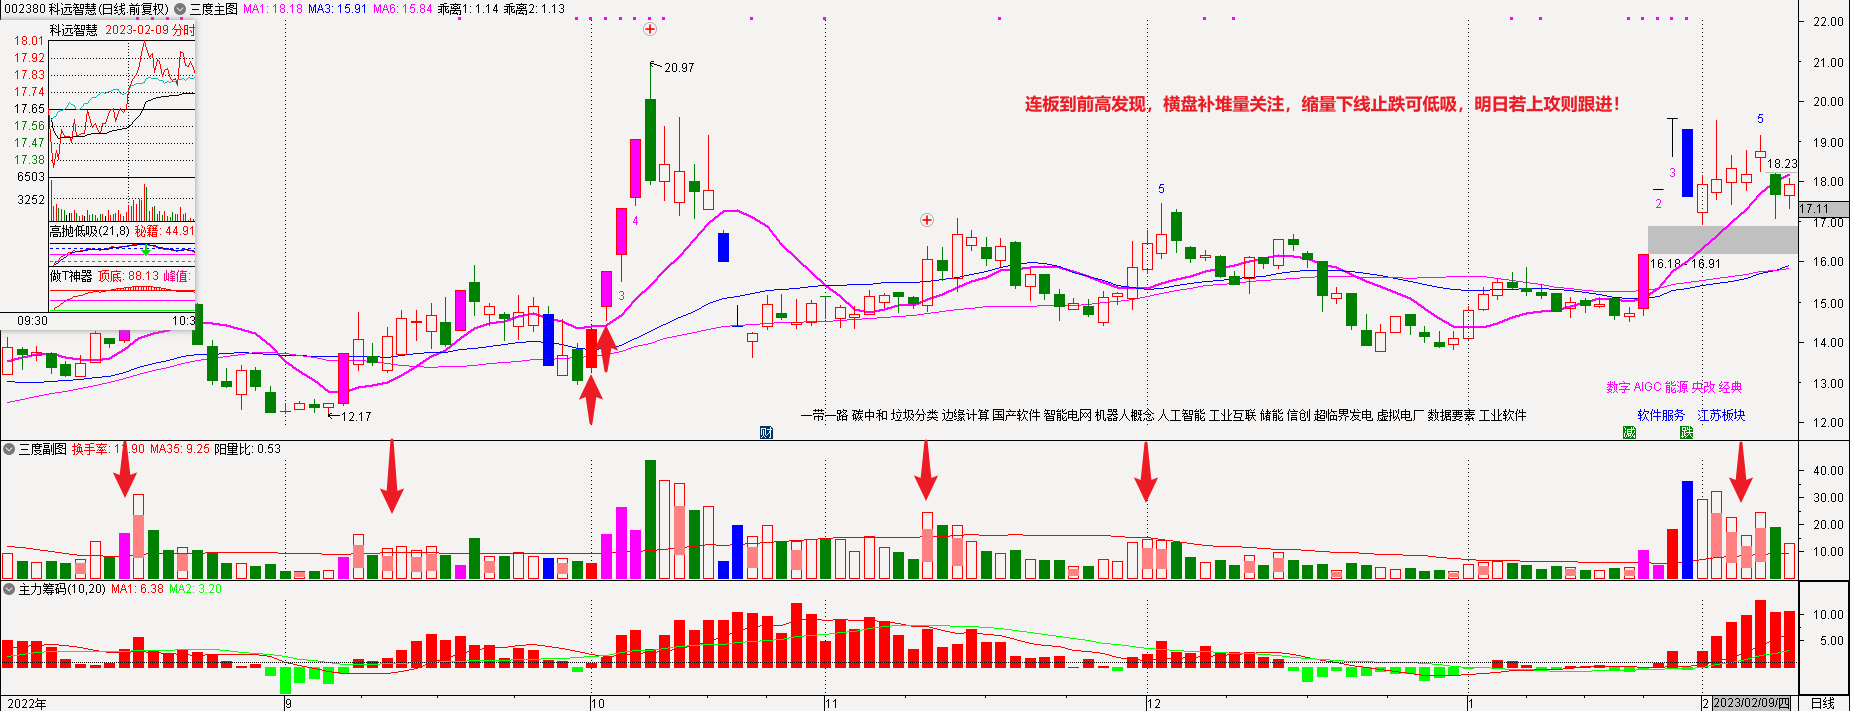 002380 科远智慧(日线.前复权) 三度主图 MA1: 18.18 MA3: 15.91 MA6: 15.84 乖离1: 1.14 乖离2: 1.13
科远智慧 2023-02-09 分时
18.01
17.92
17.83
17.74
17.65
17.56
17.47
17.38
6503
3252
高抛低吸(21,8) 秘籍: 44.91
做T神器 顶底: 88.13 峰值:
09:30 10:3
20.97
连板到前高发现，横盘补堆量关注，缩量下线止跌可低吸，明日若上攻则跟进！
5
5
18.23
3
2
4
3
16.18 - 16.91
12.17
数字 AIGC 能源 央改 经典
一带一路 碳中和 垃圾分类 边缘计算 国产软件 智能电网 机器人概念 人工智能 工业互联 储能 信创 超临界发电 虚拟电厂 数据要素 工业软件
软件服务 江苏板块
财
减
跌
22.00
21.00
20.00
19.00
18.00
17.11
17.00
16.00
15.00
14.00
13.00
12.00
三度副图 换手率: 11.90 MA35: 9.25 阳量比: 0.53
40.00
30.00
20.00
10.00
主力筹码(10,20) MA1: 6.38 MA2: 3.20
10.00
5.00
2022年 9 10 11 12 1 2 2023/02/09/四 日线